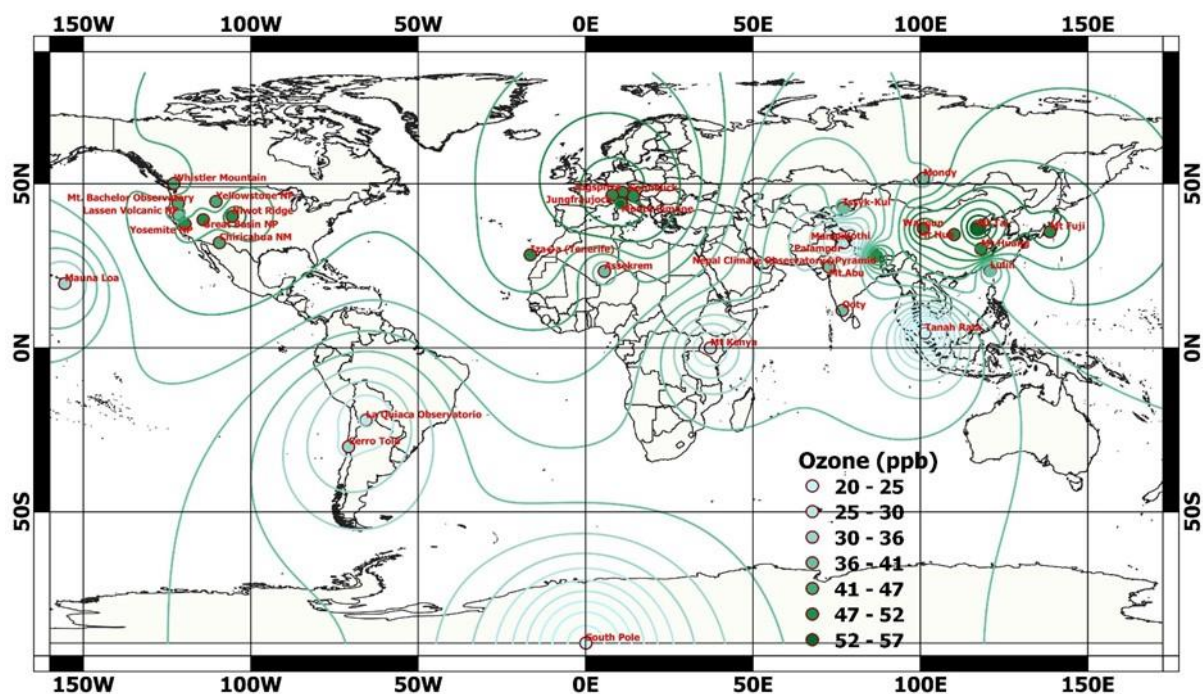 150W 100W 50W 0E 50E 100E 150E
50N 50N
0N 0N
50S 50S
Whistler Mountain
Mt. Bachelor Observatory
Yellowstone NP
Lassen Volcanic NP
Niwot Ridge
Great Basin NP
Yosemite NP
Chiricahua NM
Mauna Loa
Jungfraujoch
Izana (Tenerife)
Assekrem
Mondy
Issyk-Kul
Palampur
Nepal Climate Observatory-Pyramid
Mt.Abu
Ooty
Mt Fuji
Mt Huang
Lulin
Tanah Rata
Mt Kenya
La Quiaca Observatorio
Cerro Tolo
South Pole
Ozone (ppb)
20 - 25
25 - 30
30 - 36
36 - 41
41 - 47
47 - 52
52 - 57
150W 100W 50W 0E 50E 100E 150E